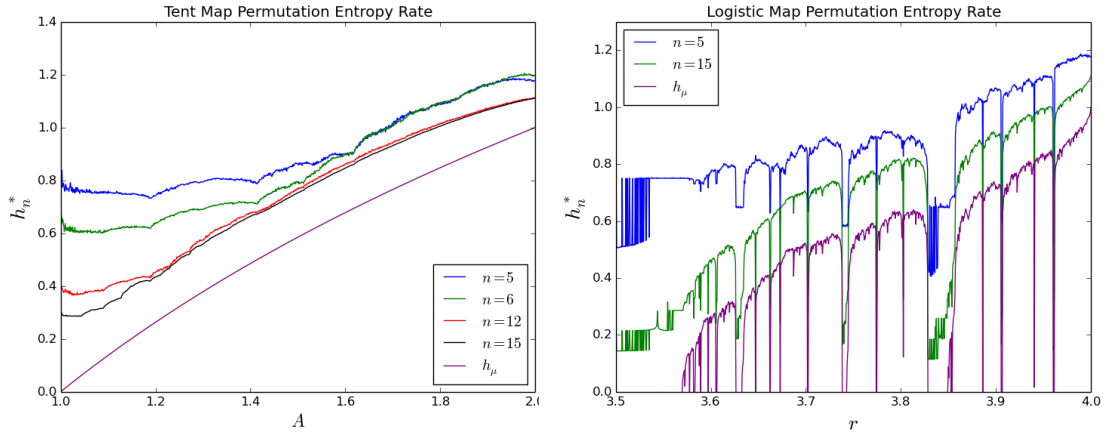 Tent Map Permutation Entropy Rate
1.4
1.2
1.0
0.8
0.6
0.4
0.2
0.0
h*n
n=5
n=6
n=12
n=15
hμ
1.0 1.2 1.4 1.6 1.8 2.0
A
Logistic Map Permutation Entropy Rate
n=5
n=15
hμ
1.2
1.0
0.8
0.6
0.4
0.2
0.0
h*n
3.5 3.6 3.7 3.8 3.9 4.0
r